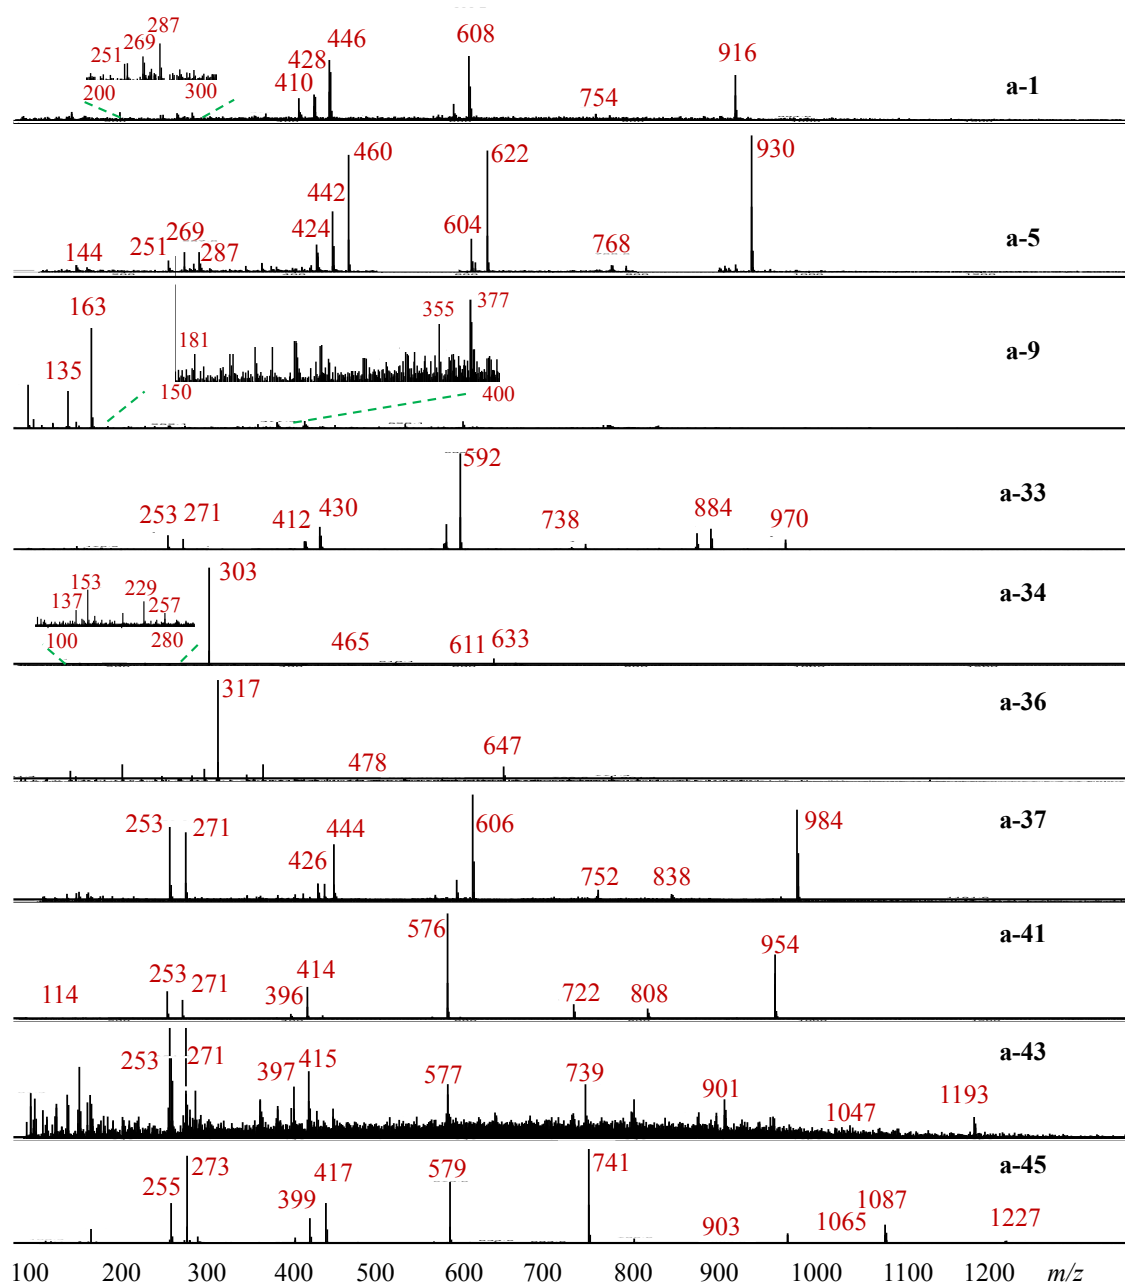 287
251 269
200 300
410 428 446 608 754 916 a-1
144 251 269 287 424 442 460 604 622 768 930 a-5
135 163 181 355 377 a-9
150 400
253 271 412 430 592 738 884 970 a-33
137 153 229 257 303 465 611 633 a-34
100 280
317 478 647 a-36
253 271 426 444 606 752 838 984 a-37
114 253 271 396 414 576 722 808 954 a-41
253 271 397 415 577 739 901 1047 1193 a-43
255 273 399 417 579 741 903 1065 1087 1227 a-45
100 200 300 400 500 600 700 800 900 1000 1100 1200 m/z